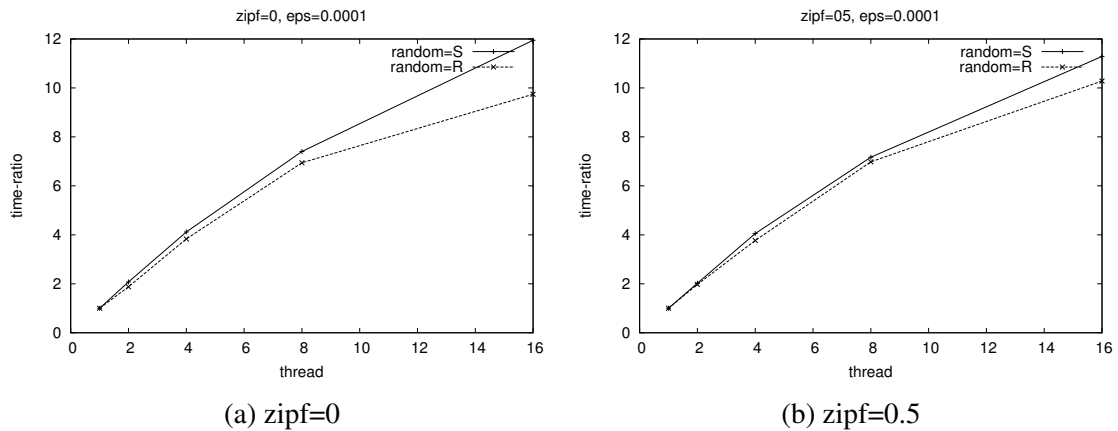 zipf=0, eps=0.0001
12
10
8
6
4
2
0
time-ratio
random=S
random=R
0 2 4 6 8 10 12 14 16
thread
(a) zipf=0
zipf=05, eps=0.0001
12
10
8
6
4
2
0
time-ratio
random=S
random=R
0 2 4 6 8 10 12 14 16
thread
(b) zipf=0.5